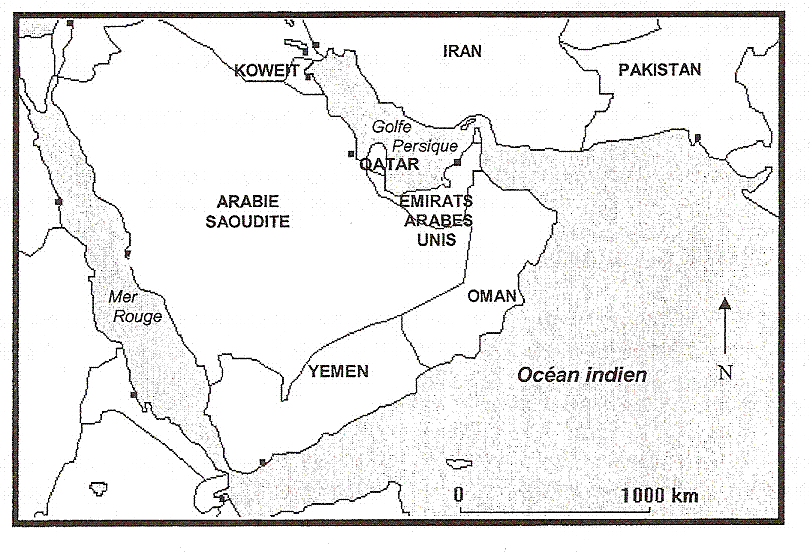 IRAN
KOWEIT
PAKISTAN
Golfe
Persique
QATAR
ARABIE
SAOUDITE
ÉMIRATS
ARABES
UNIS
Mer
Rouge
OMAN
YEMEN
Océan indien
N
0 1000 km